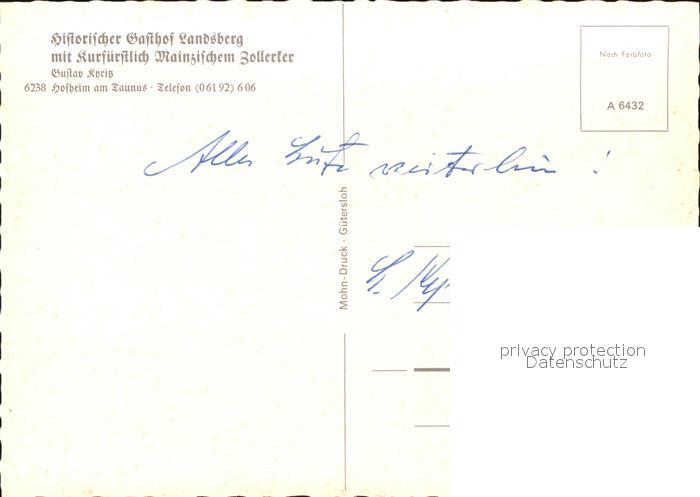 Historischer Gasthof Landsberg
mit Kurfürstlich Mainzischem Zollerker
Gustav Kyritz
6238 Hofheim am Taunus · Telefon (06192) 606
Nach Farbfoto
A 6432
Alles Gute weiterhin !
Mohn-Druck · Gütersloh
privacy protection
Datenschutz